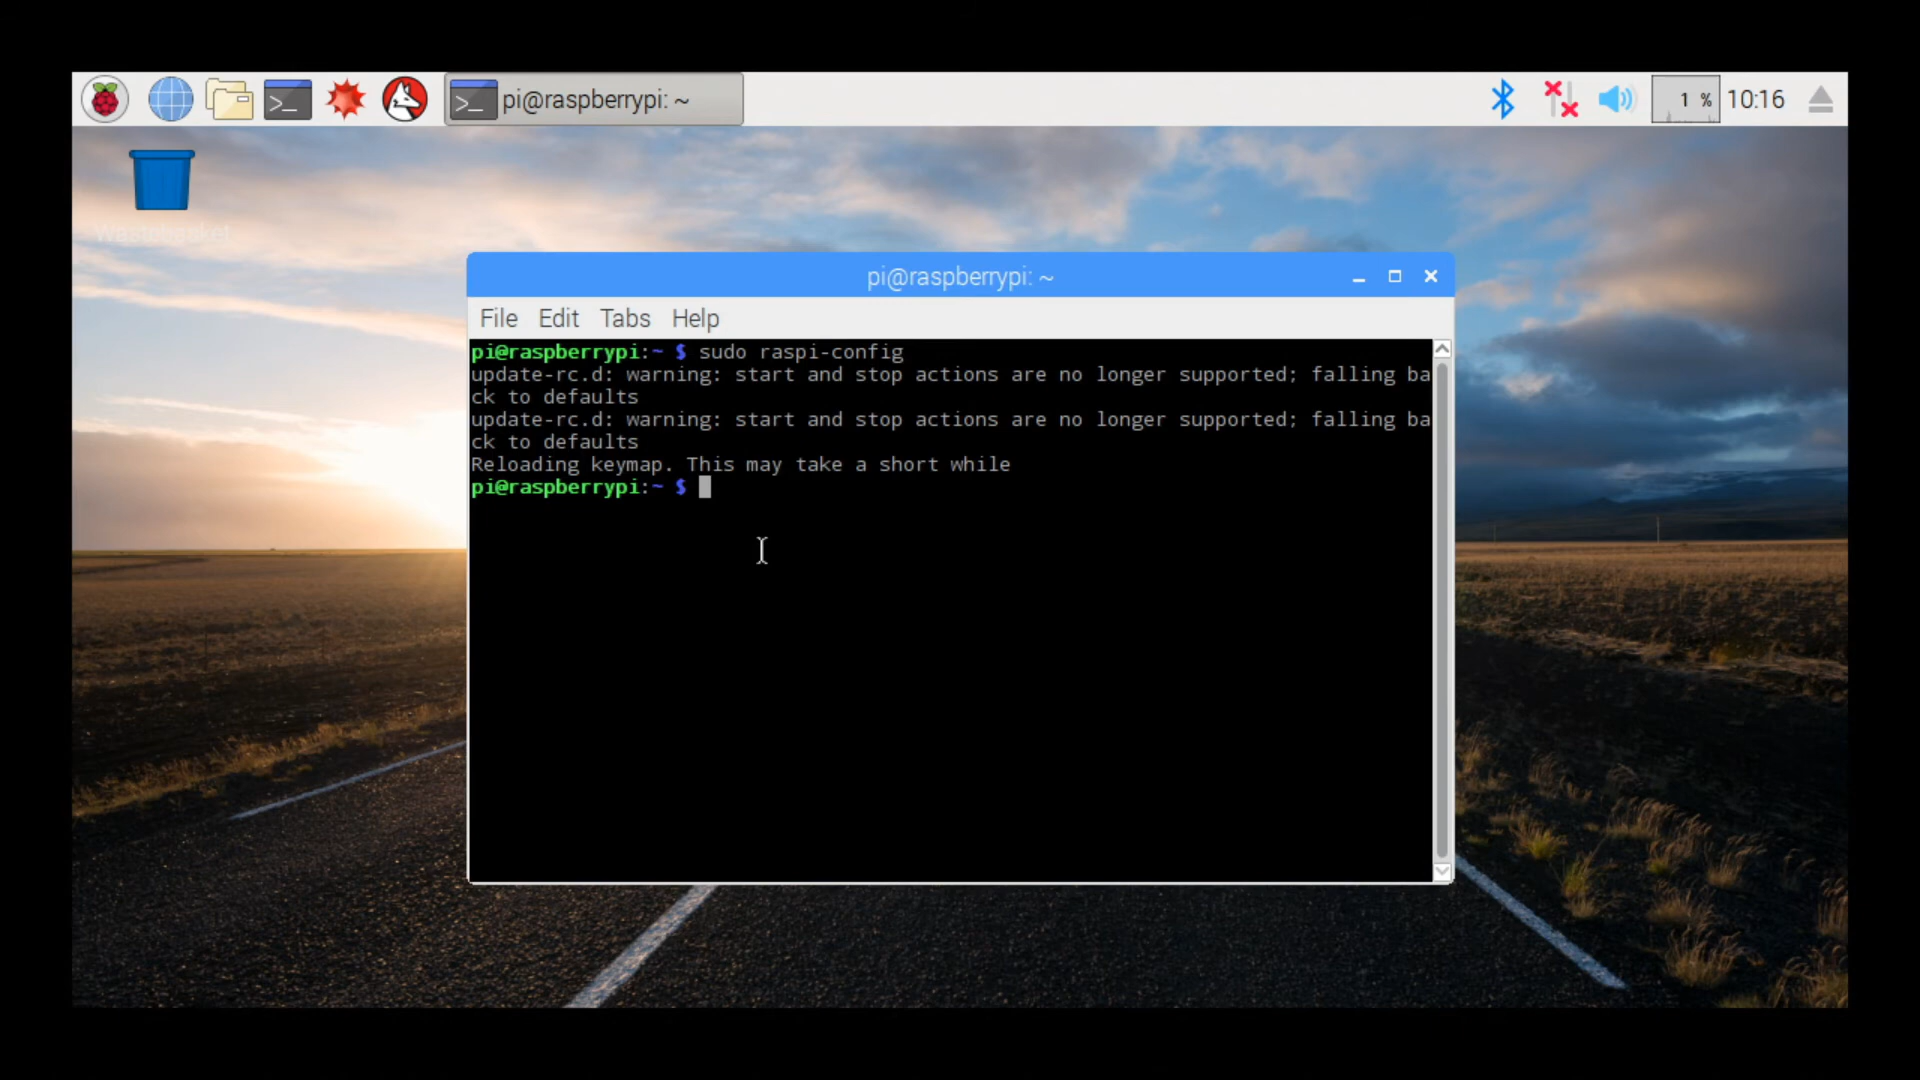 pi@raspberrypi: ~
1 %
10:16
Wastebasket
pi@raspberrypi: ~
File Edit Tabs Help
pi@raspberrypi:~ $ sudo raspi-config
update-rc.d: warning: start and stop actions are no longer supported; falling ba
ck to defaults
update-rc.d: warning: start and stop actions are no longer supported; falling ba
ck to defaults
Reloading keymap. This may take a short while
pi@raspberrypi:~ $